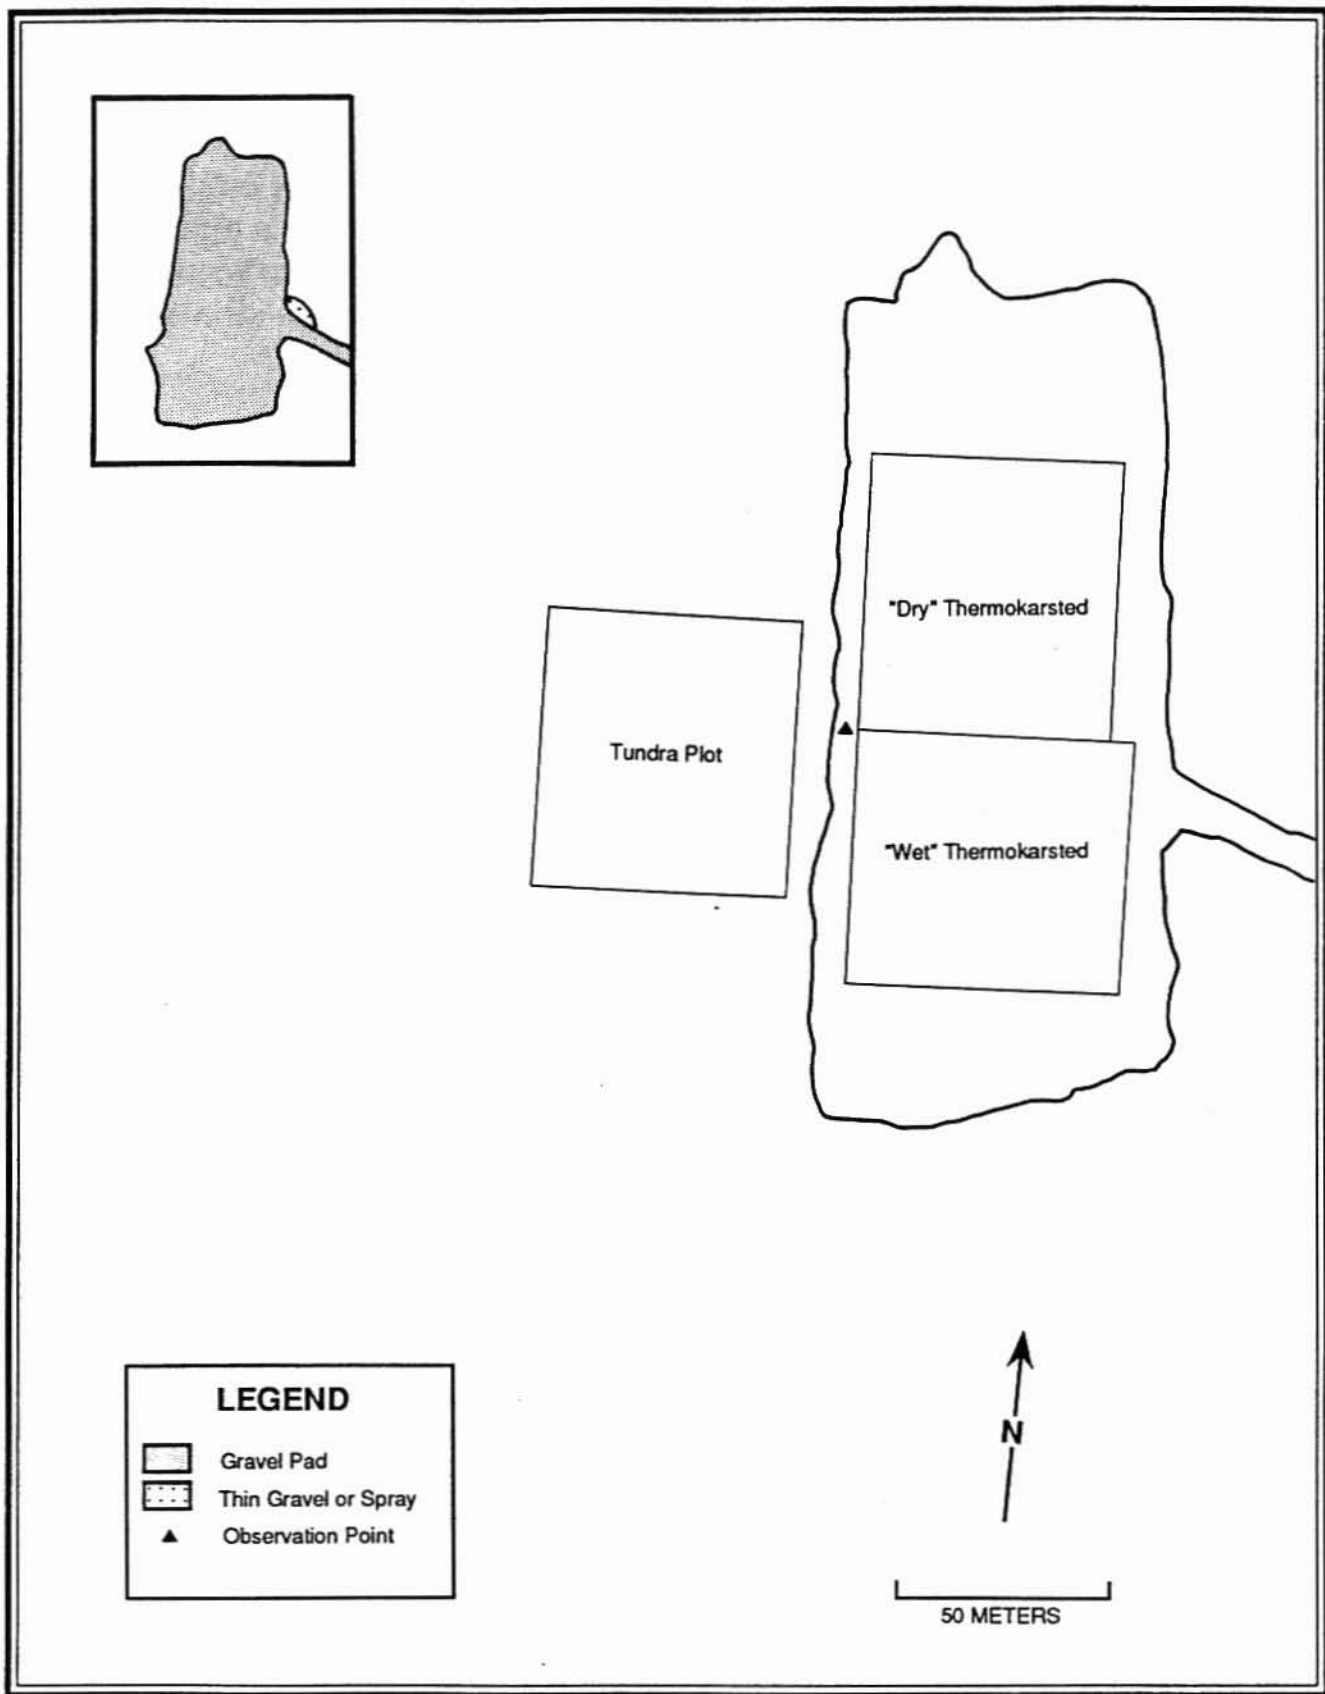 "Dry" Thermokarsted
Tundra Plot
"Wet" Thermokarsted
LEGEND
Gravel Pad
Thin Gravel or Spray
Observation Point
N
50 METERS